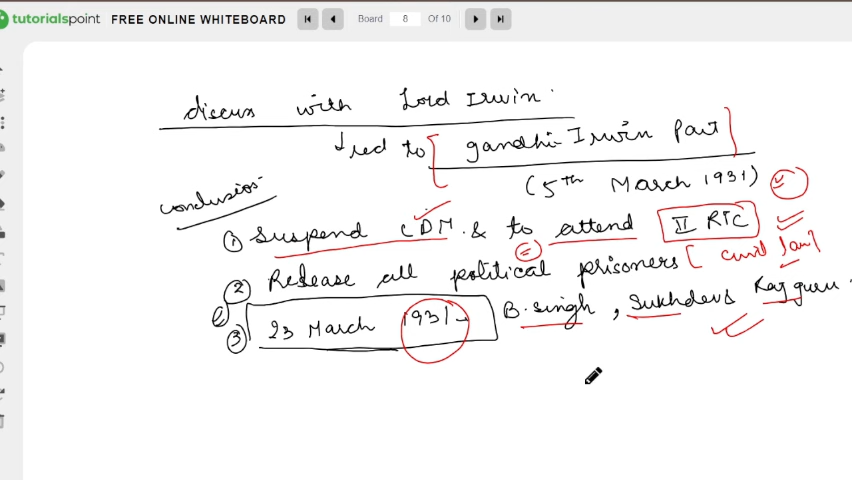 tutorialspoint FREE ONLINE WHITEBOARD Board 8 Of 10
discuss with Lord Irwin.
↓ led to [gandhi Irwin Pact]
(5th March 1931)
conclusion-
① Suspend CDM & to attend II RTC
② Release all political prisoners [civil
③ 23 March 1931 - B. singh, Sukhdevs Rajguru